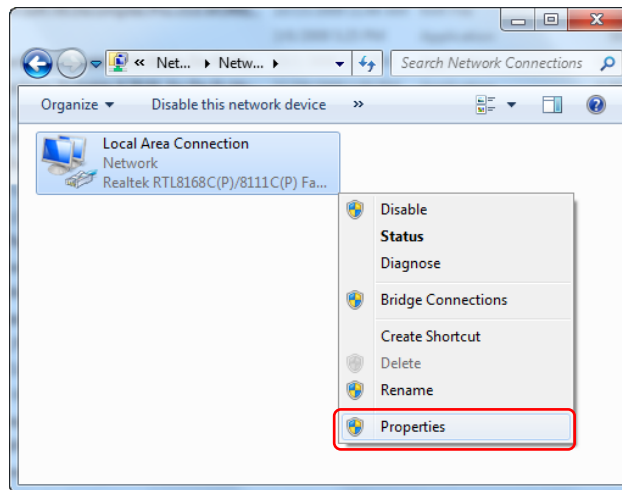 « Net... Netw...
Search Network Connections
Organize Disable this network device »
Local Area Connection
Network
Realtek RTL8168C(P)/8111C(P) Fa...
Disable
Status
Diagnose
Bridge Connections
Create Shortcut
Delete
Rename
Properties